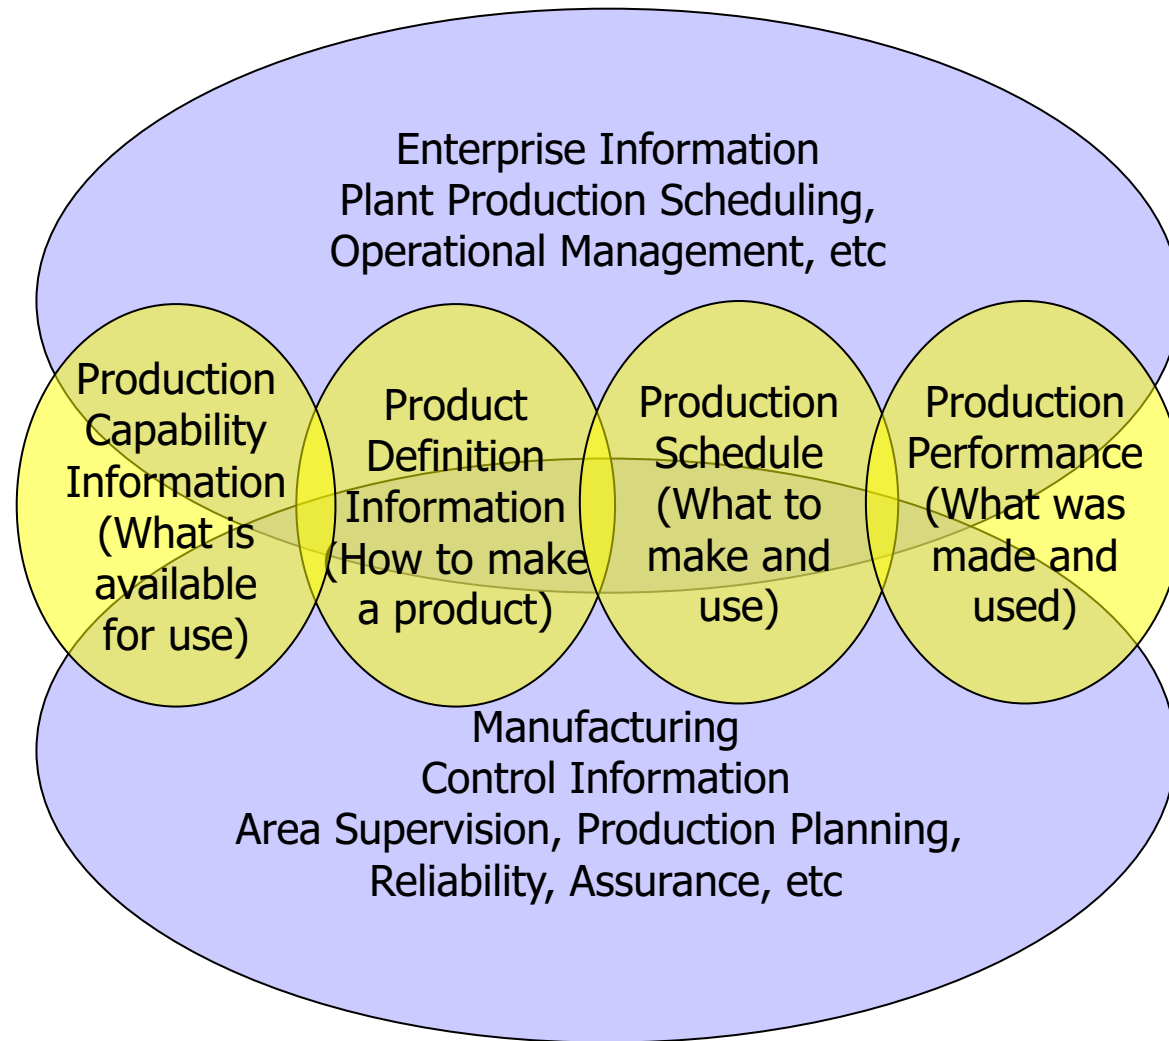 Enterprise Information
Plant Production Scheduling,
Operational Management, etc
Production
Capability
Information
(What is
available
for use)
Product
Definition
Information
(How to make
a product)
Production
Schedule
(What to
make and
use)
Production
Performance
(What was
made and
used)
Manufacturing
Control Information
Area Supervision, Production Planning,
Reliability, Assurance, etc